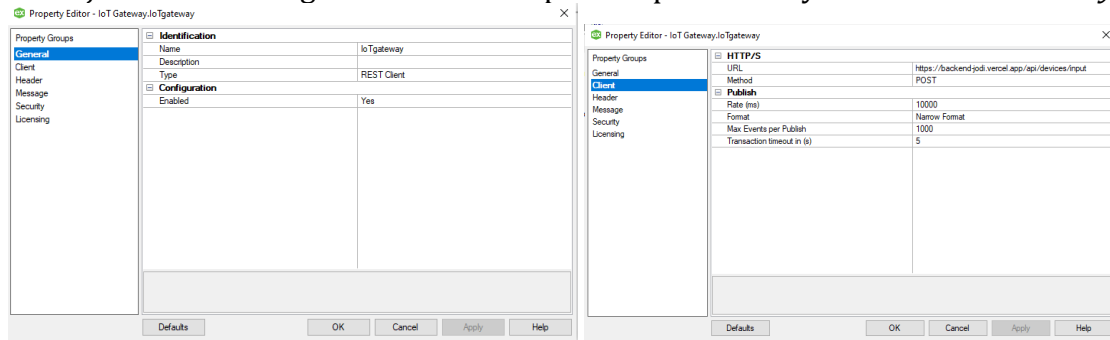 Property Editor - IoT Gateway.IoTgateway
Property Groups
General
Client
Header
Message
Security
Licensing
Identification
Name IoTgateway
Description
Type REST Client
Configuration
Enabled Yes
Defaults OK Cancel Apply Help
Property Editor - IoT Gateway.IoTgateway
Property Groups
General
Client
Header
Message
Security
Licensing
HTTP/S
URL https://backend-jodi.vercel.app/api/devices/input
Method POST
Publish
Rate (ms) 10000
Format Narrow Format
Max Events per Publish 1000
Transaction timeout in (s) 5
Defaults OK Cancel Apply Help